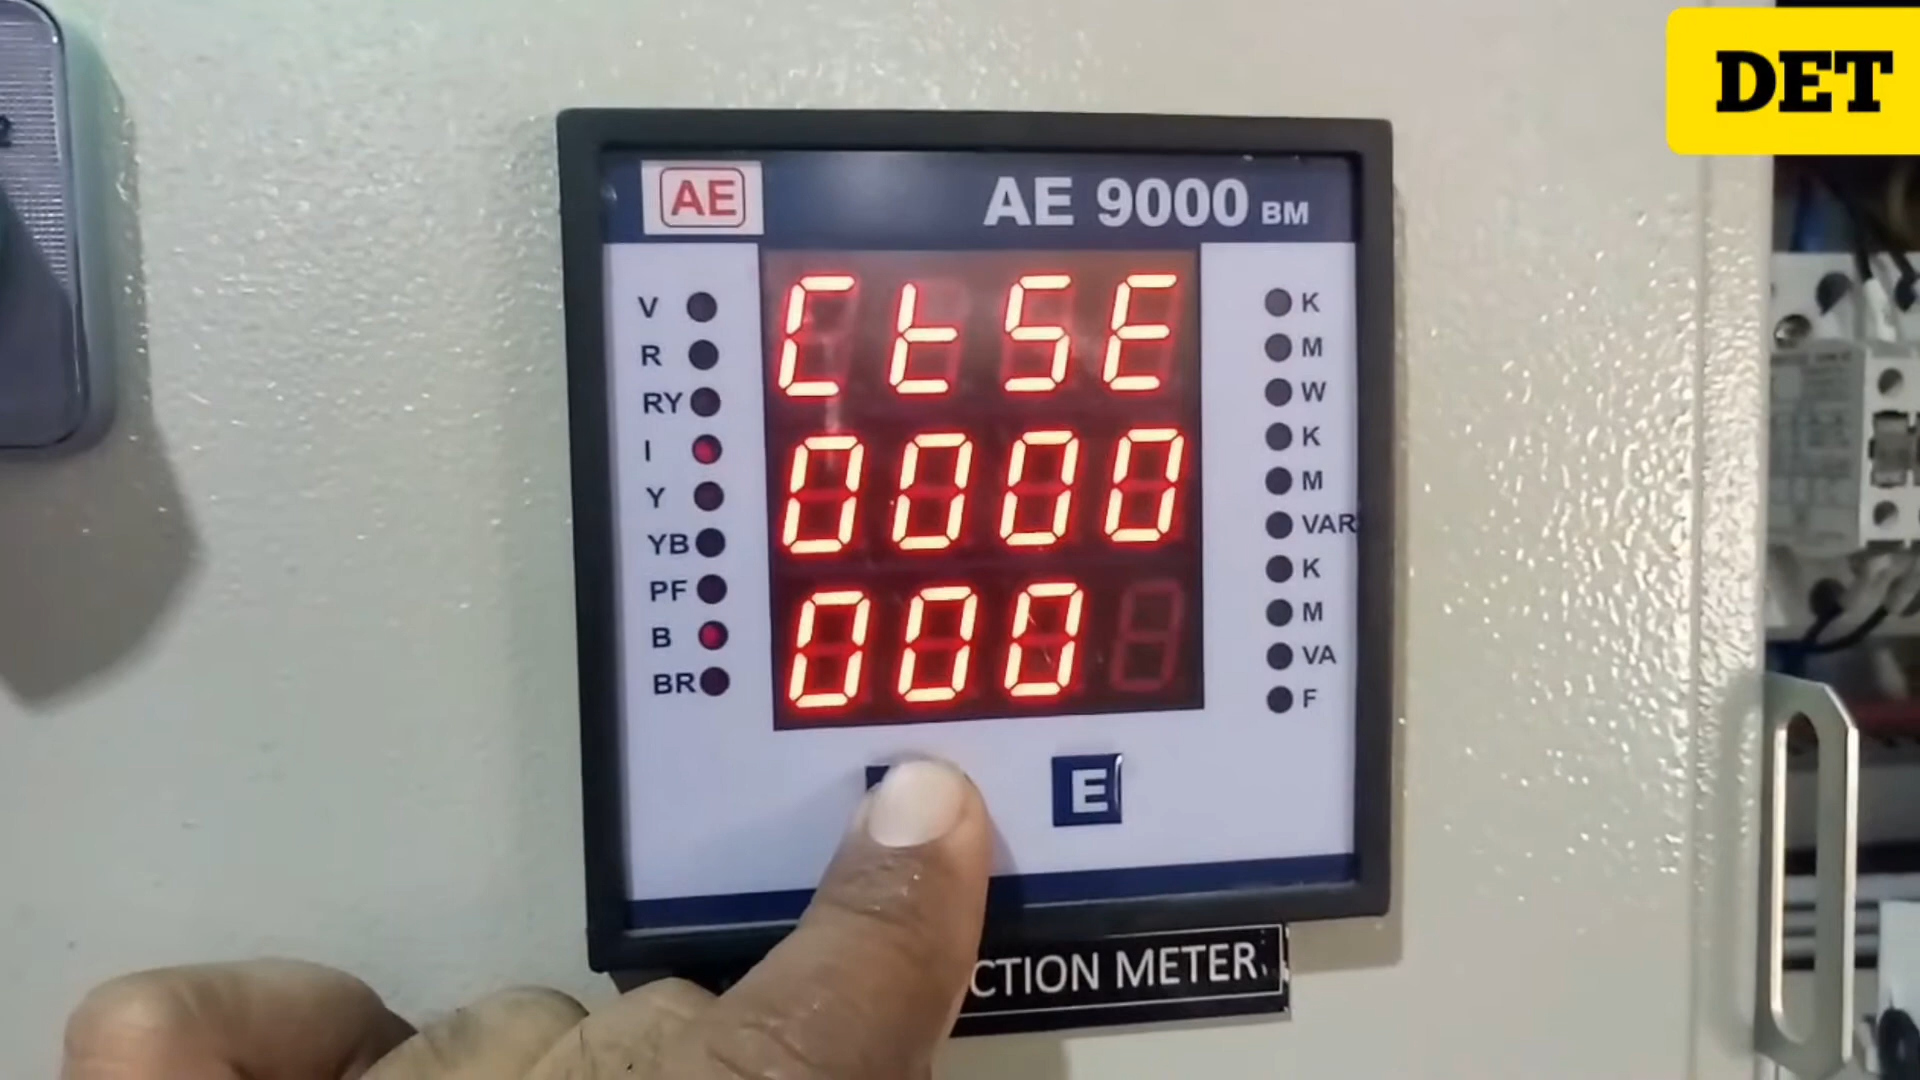 DET
AE
AE 9000 BM
V
R
RY
I
Y
YB
PF
B
BR
CtSE
0000
000
K
M
W
K
M
VAR
K
M
VA
F
E
CTION METER